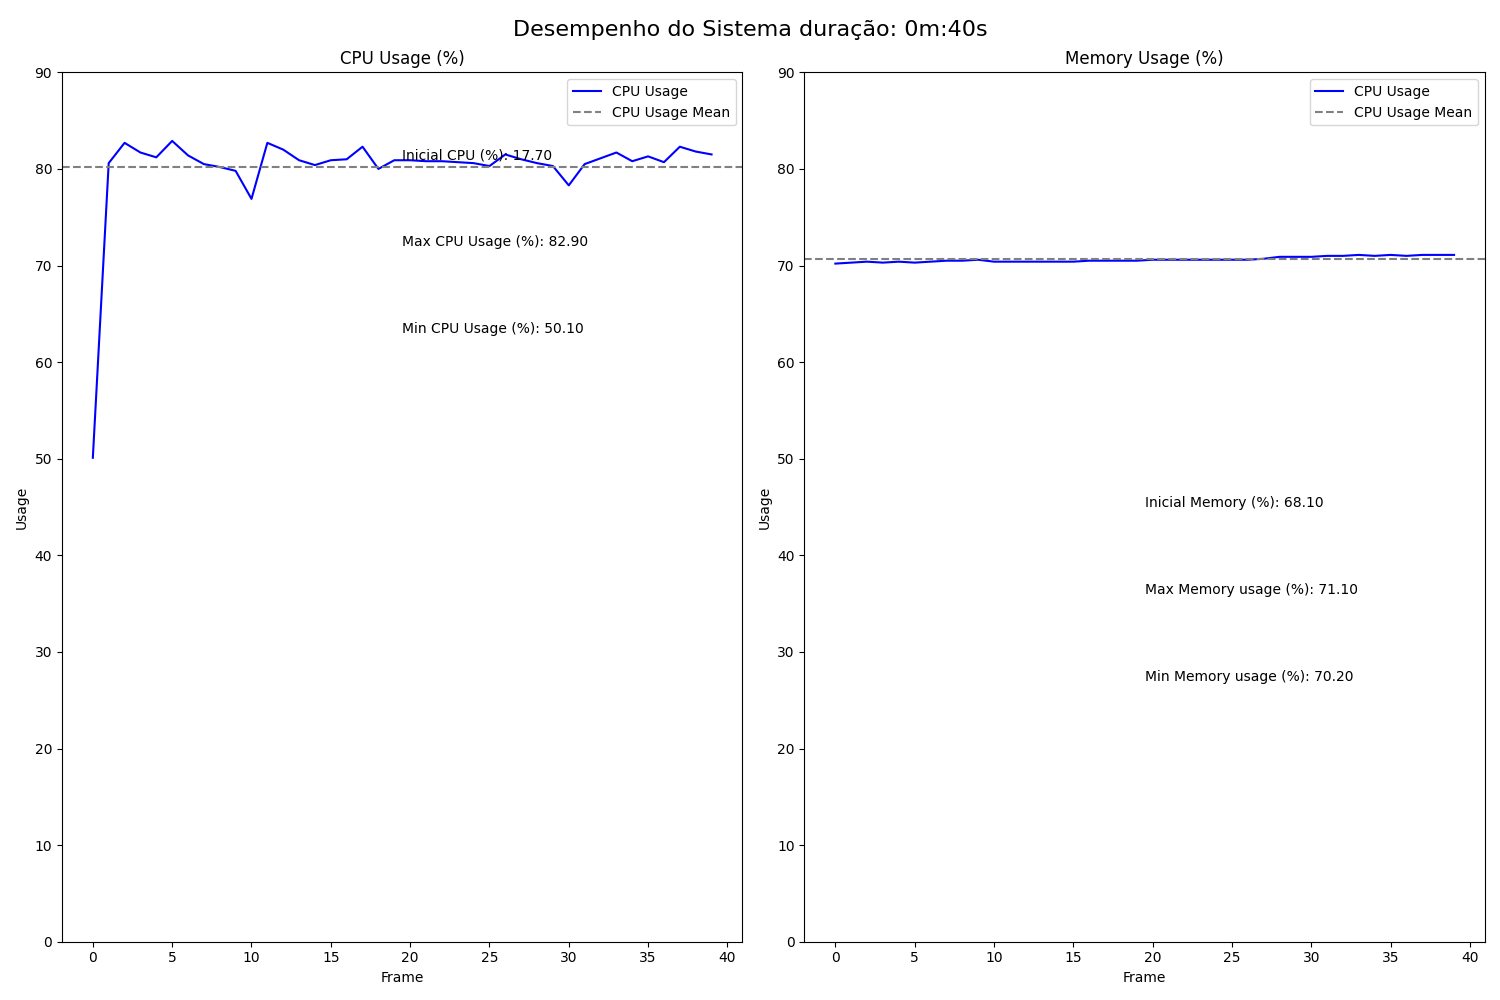 Desempenho do Sistema duração: 0m:40s
CPU Usage (%)
90
80
70
60
50
40
30
20
10
0
Usage
CPU Usage
CPU Usage Mean
Inicial CPU (%): 17.70
Max CPU Usage (%): 82.90
Min CPU Usage (%): 50.10
0 5 10 15 20 25 30 35 40
Frame
Memory Usage (%)
90
80
70
60
50
40
30
20
10
0
Usage
CPU Usage
CPU Usage Mean
Inicial Memory (%): 68.10
Max Memory usage (%): 71.10
Min Memory usage (%): 70.20
0 5 10 15 20 25 30 35 40
Frame